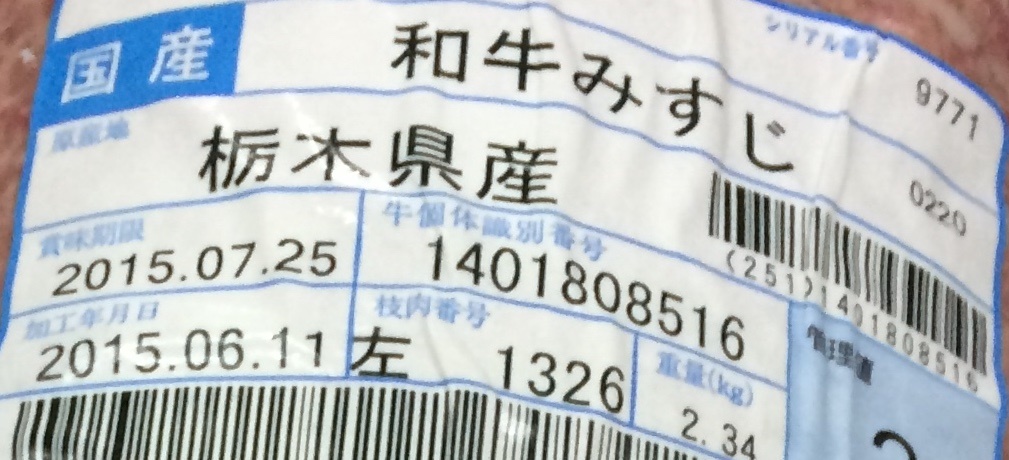 国産 和牛みすじ シリアル番号 9771
原産地 栃木県産 0220
(251)1401808516
賞味期限 2015.07.25 牛個体識別番号 1401808516
加工年月日 2015.06.11 枝肉番号 左 1326 重量(kg) 2.34
管理